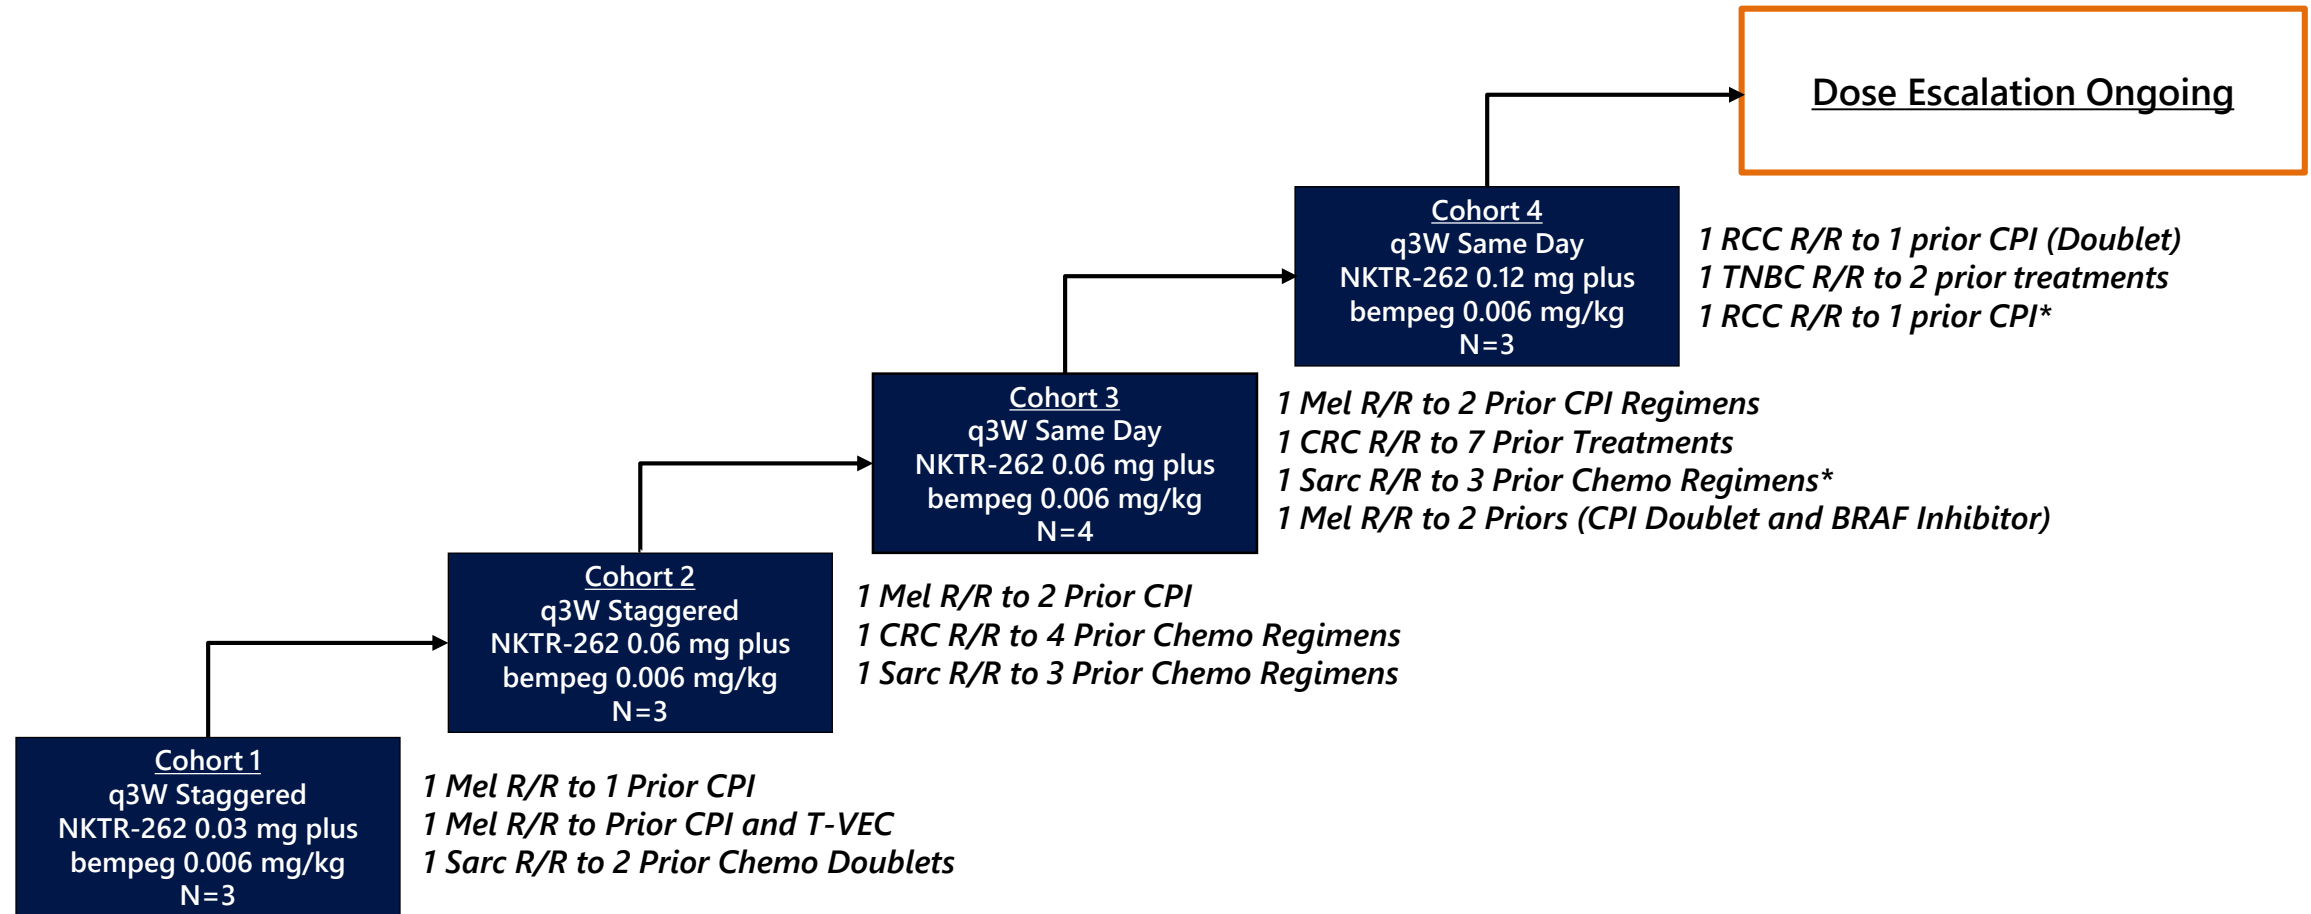 Dose Escalation Ongoing
Cohort 4
q3W Same Day
NKTR-262 0.12 mg plus
bempeg 0.006 mg/kg
N=3
1 RCC R/R to 1 prior CPI (Doublet)
1 TNBC R/R to 2 prior treatments
1 RCC R/R to 1 prior CPI*
Cohort 3
q3W Same Day
NKTR-262 0.06 mg plus
bempeg 0.006 mg/kg
N=4
1 Mel R/R to 2 Prior CPI Regimens
1 CRC R/R to 7 Prior Treatments
1 Sarc R/R to 3 Prior Chemo Regimens*
1 Mel R/R to 2 Priors (CPI Doublet and BRAF Inhibitor)
Cohort 2
q3W Staggered
NKTR-262 0.06 mg plus
bempeg 0.006 mg/kg
N=3
1 Mel R/R to 2 Prior CPI
1 CRC R/R to 4 Prior Chemo Regimens
1 Sarc R/R to 3 Prior Chemo Regimens
Cohort 1
q3W Staggered
NKTR-262 0.03 mg plus
bempeg 0.006 mg/kg
N=3
1 Mel R/R to 1 Prior CPI
1 Mel R/R to Prior CPI and T-VEC
1 Sarc R/R to 2 Prior Chemo Doublets